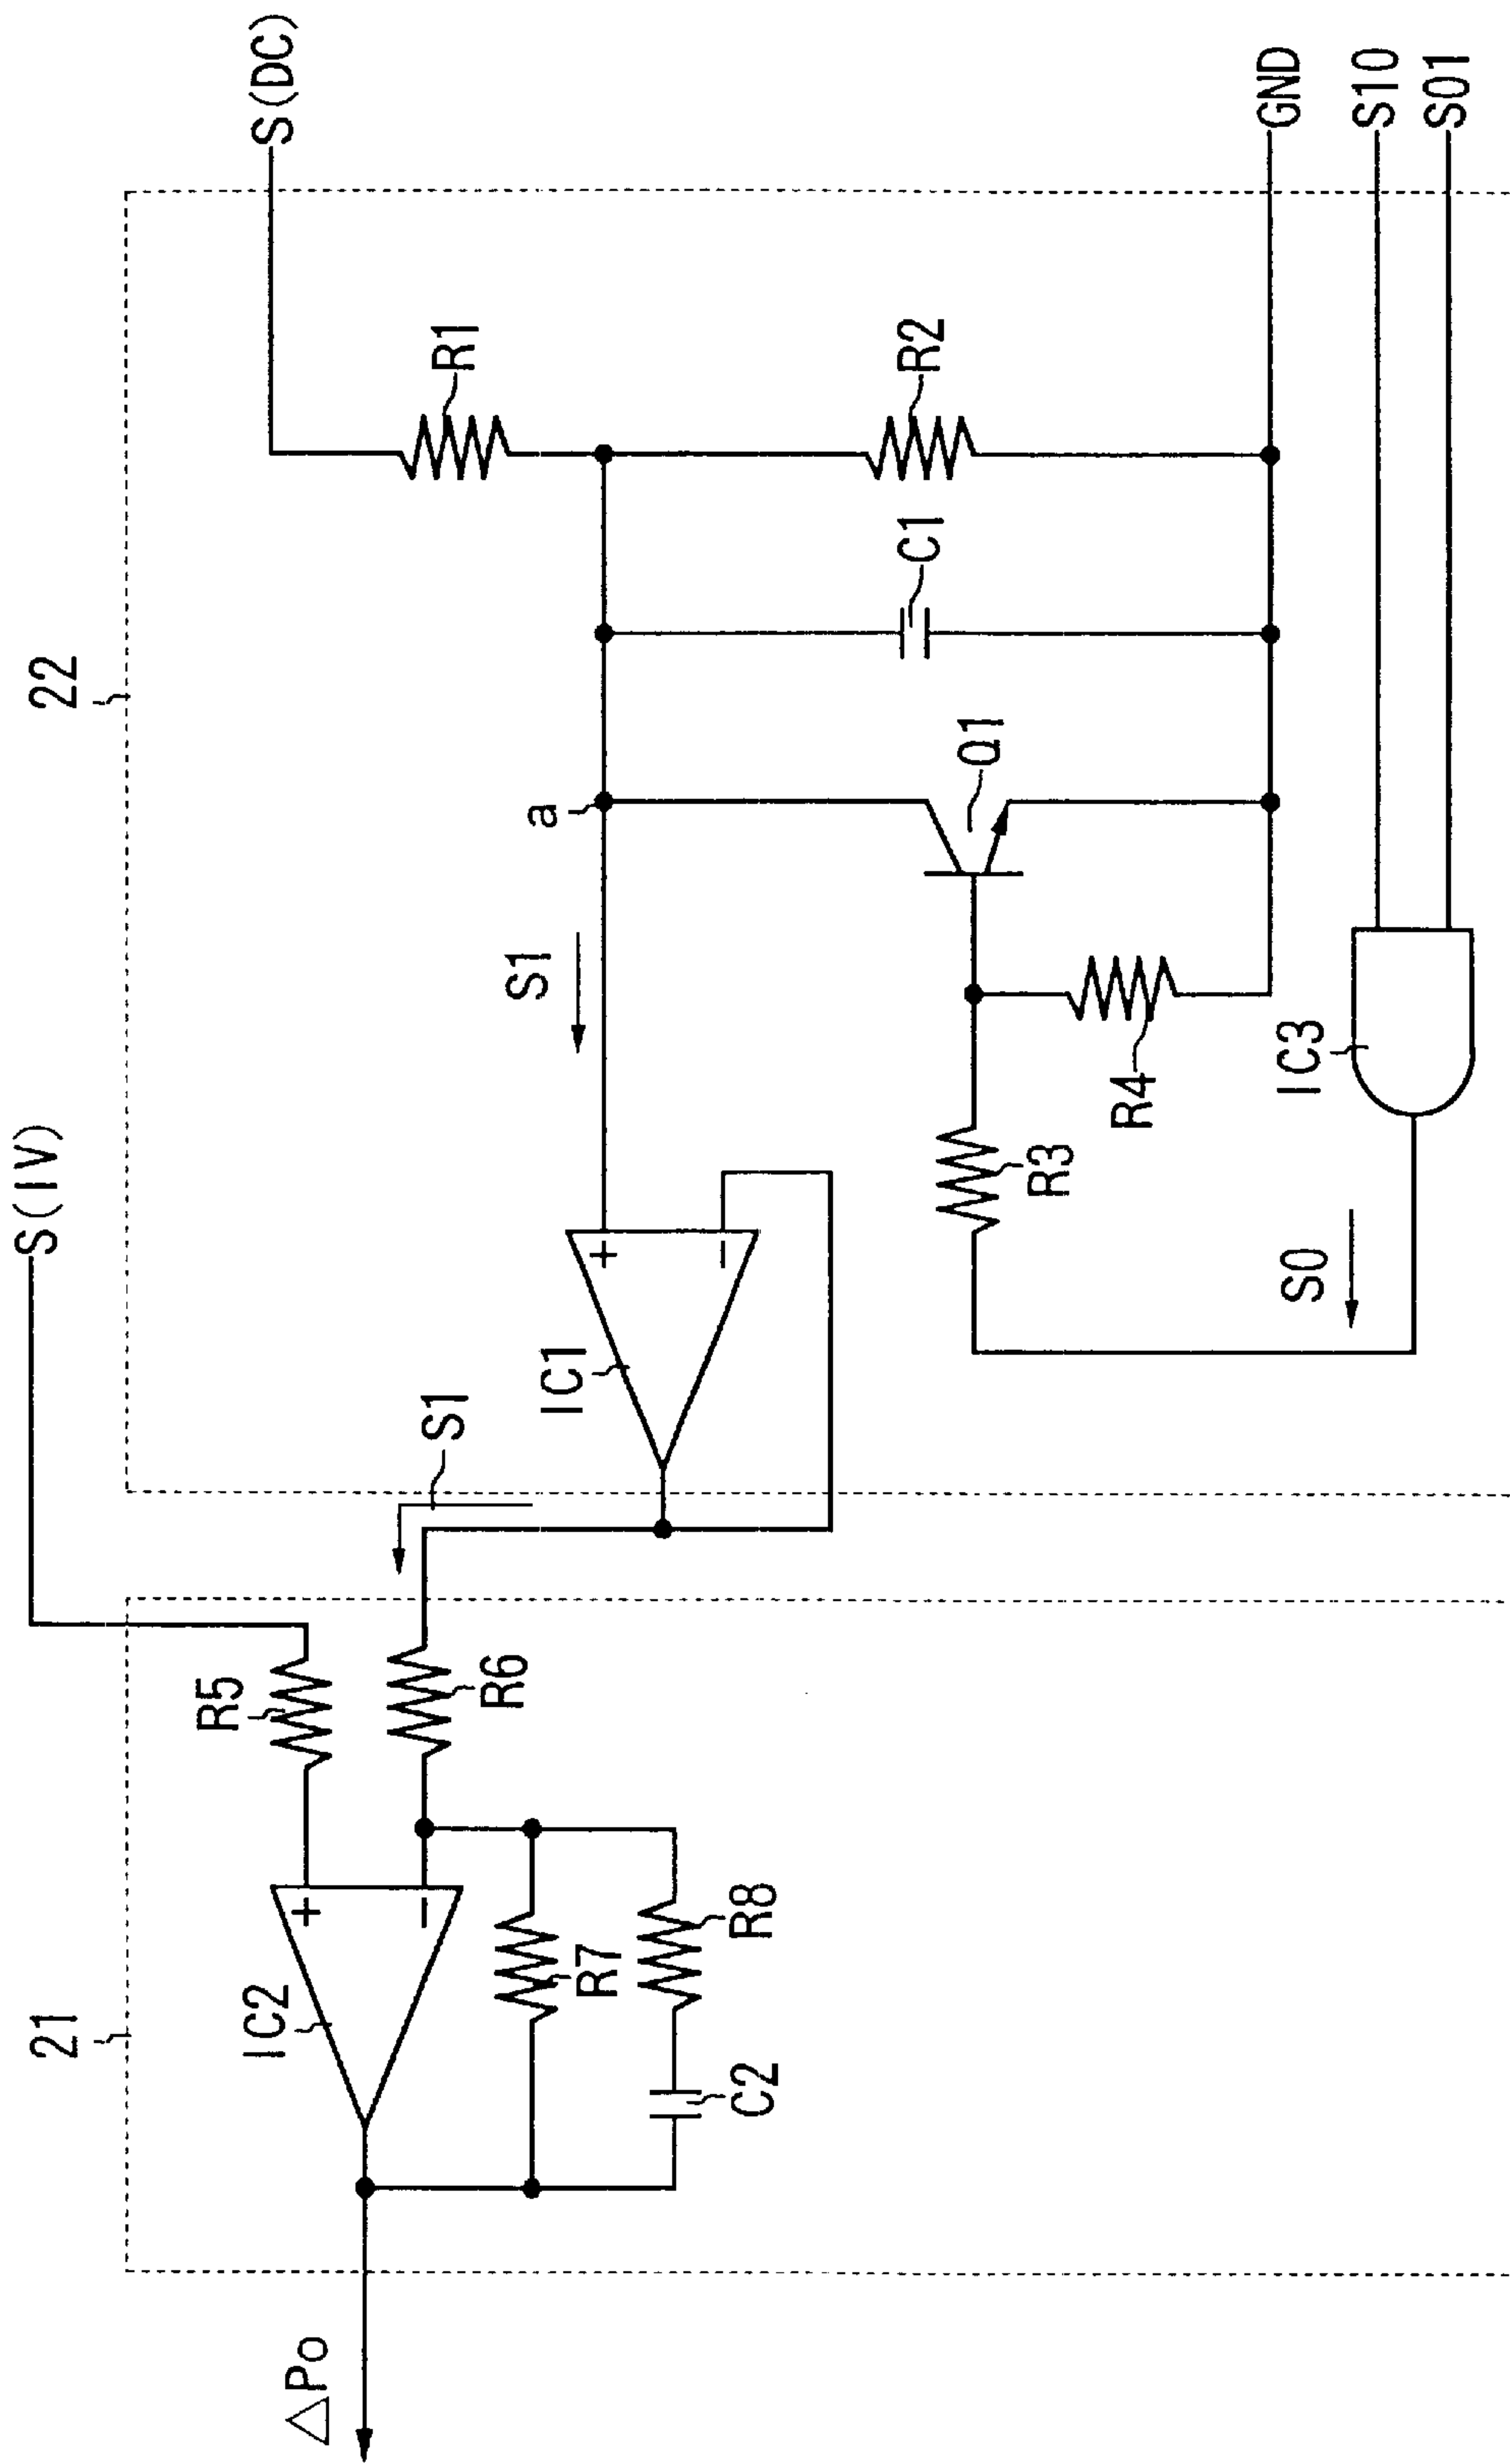 S(DC)
GND
S10
S01
R1
R2
C1
22
a
Q1
S1
R4
IC3
R3
S0
S(IV)
+
−
IC1
S1
R5
R6
+
−
IC2
R7
R8
C2
21
△Po